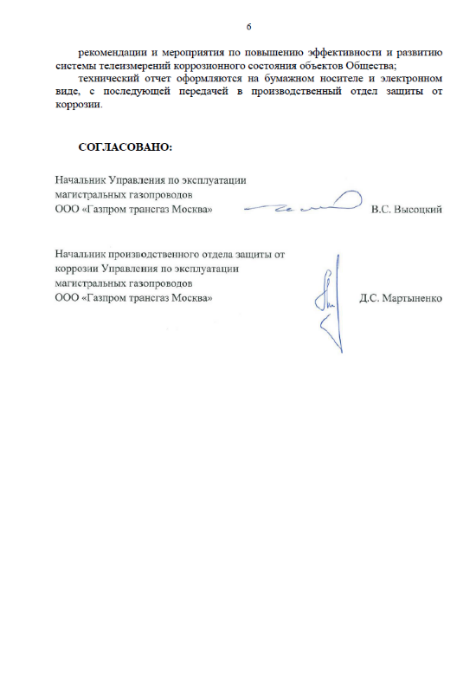 6
рекомендации и мероприятия по повышению эффективности и развитию
системы телеизмерений коррозионного состояния объектов Общества;
технический отчет оформляются на бумажном носителе и электронном
виде, с последующей передачей в производственный отдел защиты от
коррозии.
СОГЛАСОВАНО:
Начальник Управления по эксплуатации
магистральных газопроводов
ООО «Газпром трансгаз Москва» В.С. Высоцкий
Начальник производственного отдела защиты от
коррозии Управления по эксплуатации
магистральных газопроводов
ООО «Газпром трансгаз Москва» Д.С. Мартыненко